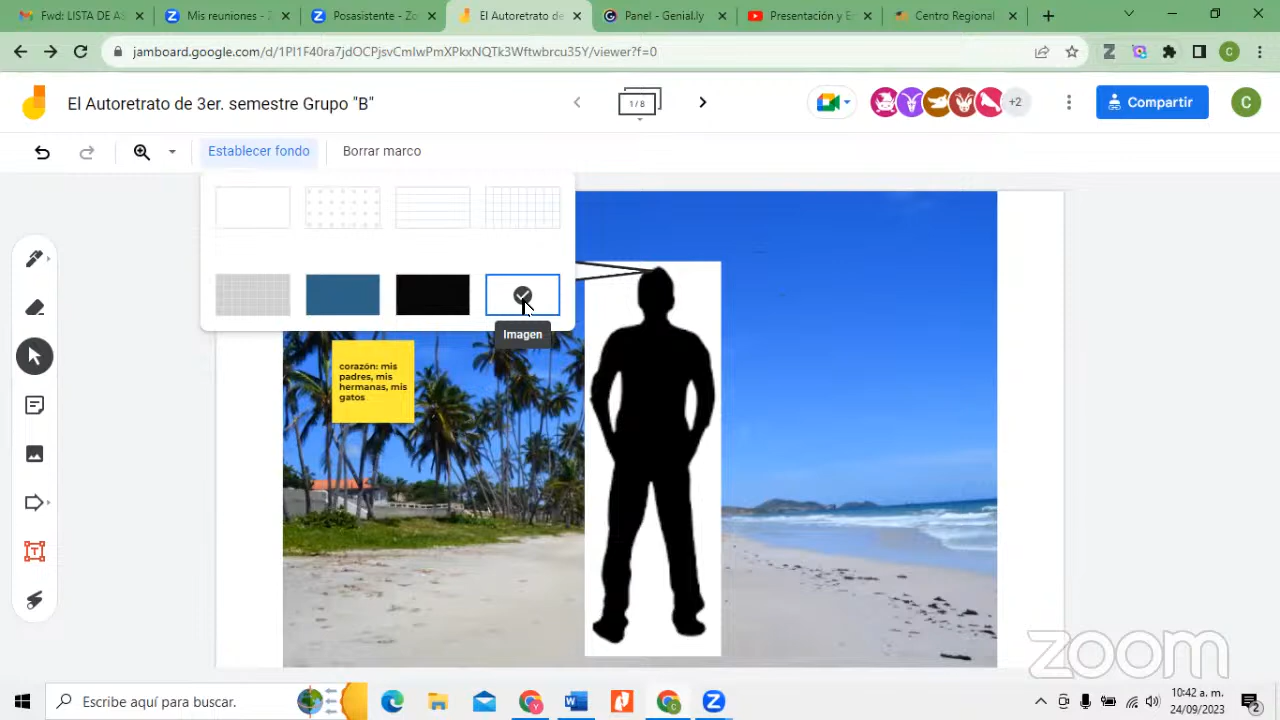 Fwd: LISTA DE AS
Mis reuniones - Z
Posasistente - Zo
El Autoretrato de
Panel - Genial.ly
Presentación y E
Centro Regional
jamboard.google.com/d/1Pl1F40ra7jdOCPjsvCmIwPmXPkxNQTk3Wftwbrcu35Y/viewer?f=0
C
El Autoretrato de 3er. semestre Grupo "B"
1/8
+2
Compartir
C
Establecer fondo
Borrar marco
Imagen
corazón: mis
padres, mis
hermanas, mis
gatos
T
zoom
Escribe aquí para buscar.
10:42 a. m.
24/09/2023
2